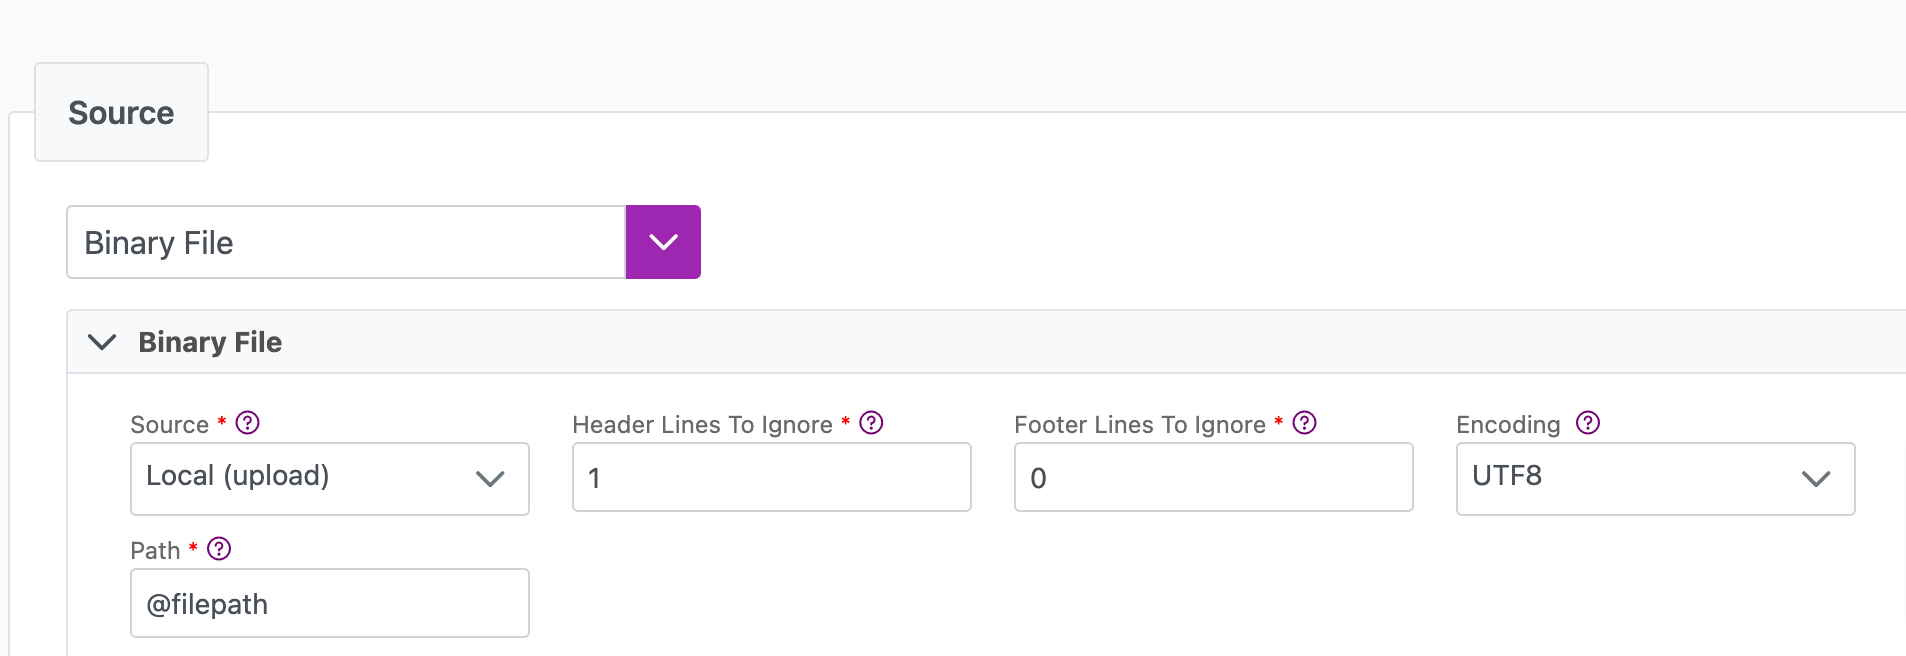 Source
Binary File
Binary File
Source * Header Lines To Ignore * Footer Lines To Ignore * Encoding
Local (upload) 1 0 UTF8
Path *
@filepath